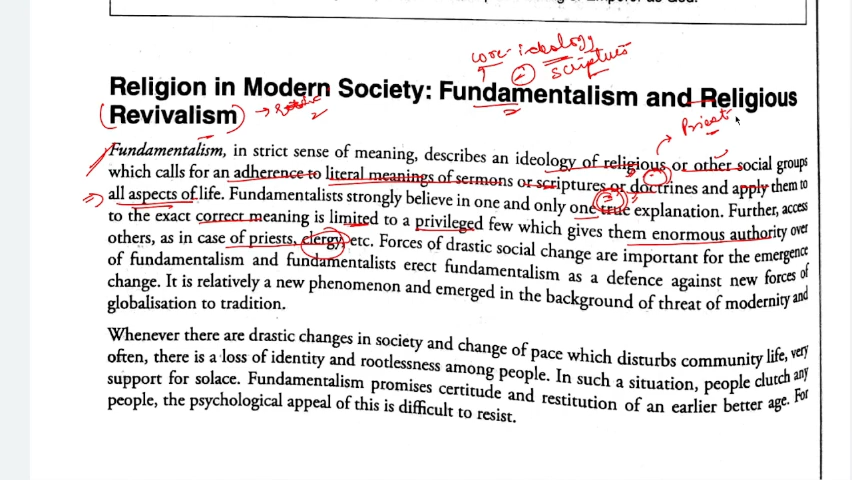 core ideology
scriptures
Religion in Modern Society: Fundamentalism and Religious
(Revivalism)
Priest
Fundamentalism, in strict sense of meaning, describes an ideology of religious or other social groups
which calls for an adherence to literal meanings of sermons or scriptures or doctrines and apply them to
all aspects of life. Fundamentalists strongly believe in one and only one true explanation. Further, access
to the exact correct meaning is limited to a privileged few which gives them enormous authority over
others, as in case of priests, clergy, etc. Forces of drastic social change are important for the emergence
of fundamentalism and fundamentalists erect fundamentalism as a defence against new forces of
change. It is relatively a new phenomenon and emerged in the background of threat of modernity and
globalisation to tradition.
Whenever there are drastic changes in society and change of pace which disturbs community life, very
often, there is a loss of identity and rootlessness among people. In such a situation, people clutch any
support for solace. Fundamentalism promises certitude and restitution of an earlier better age. For
people, the psychological appeal of this is difficult to resist.